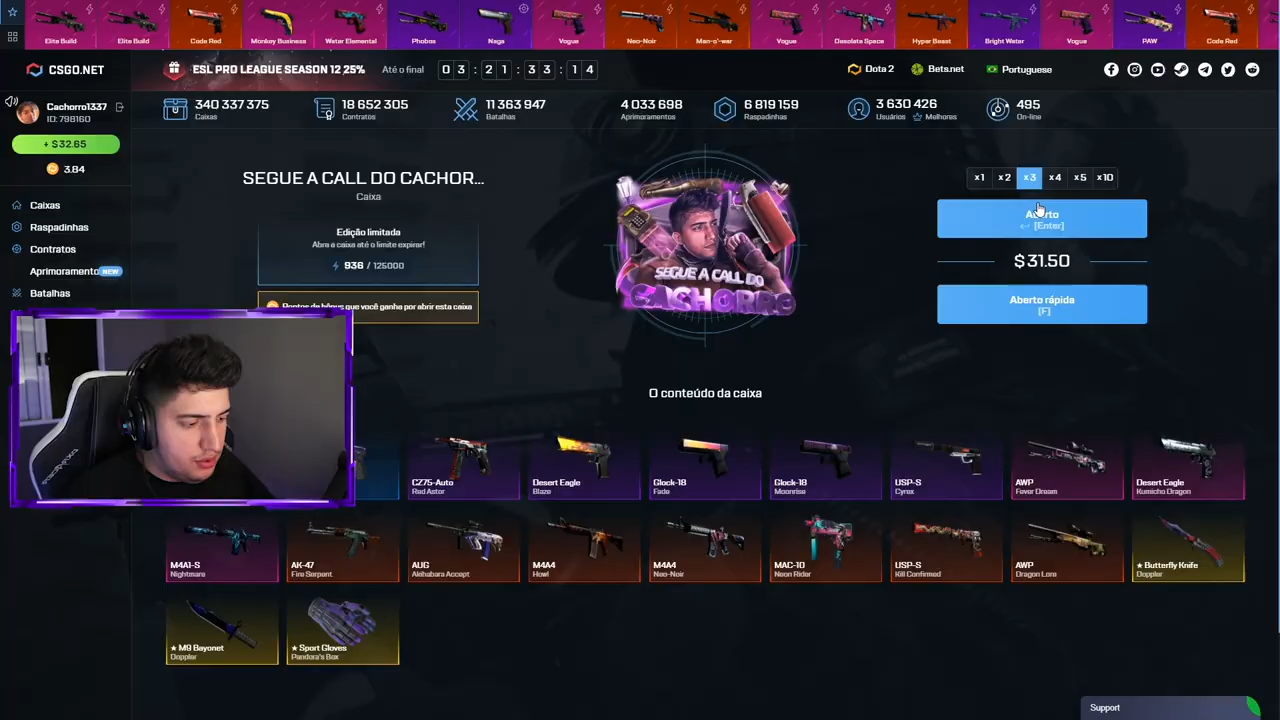 Elite Build
Elite Build
Code Red
Monkey Business
Water Elemental
Phobos
Naga
Vogue
Neo-Noir
Man-o'-war
Vogue
Desolate Space
Hyper Beast
Bright Water
Vogue
PAW
Code Red
CSGO.NET
ESL PRO LEAGUE SEASON 12 25%
Até o final
03:21:33:14
Dota 2
Bets.net
Portuguese
Cachorro1337
ID: 798160
+ $32.65
3.84
340 337 375
Caixas
18 652 305
Contratos
11 363 947
Batalhas
4 033 698
Aprimoramentos
6 819 159
Raspadinhas
3 630 426
Usuários
Melhores
495
On-line
Caixas
Raspadinhas
Contratos
Aprimoramento NEW
Batalhas
SEGUE A CALL DO CACHOR...
Caixa
Edição limitada
Abra a caixa até o limite expirar!
936 / 125000
Pontos de bônus que você ganha por abrir esta caixa
SEGUE A CALL DO
CACHORRO
x1
x2
x3
x4
x5
x10
Aberto
[Enter]
$31.50
Aberto rápida
[F]
O conteúdo da caixa
CZ75-Auto
Red Astor
Desert Eagle
Blaze
Glock-18
Fade
Glock-18
Moonrise
USP-S
Cyrex
AWP
Fever Dream
Desert Eagle
Kumicho Dragon
M4A1-S
Nightmare
AK-47
Fire Serpent
AUG
Akihabara Accept
M4A4
Howl
M4A4
Neo-Noir
MAC-10
Neon Rider
USP-S
Kill Confirmed
AWP
Dragon Lore
★ Butterfly Knife
Doppler
★ M9 Bayonet
Doppler
★ Sport Gloves
Pandora's Box
Support